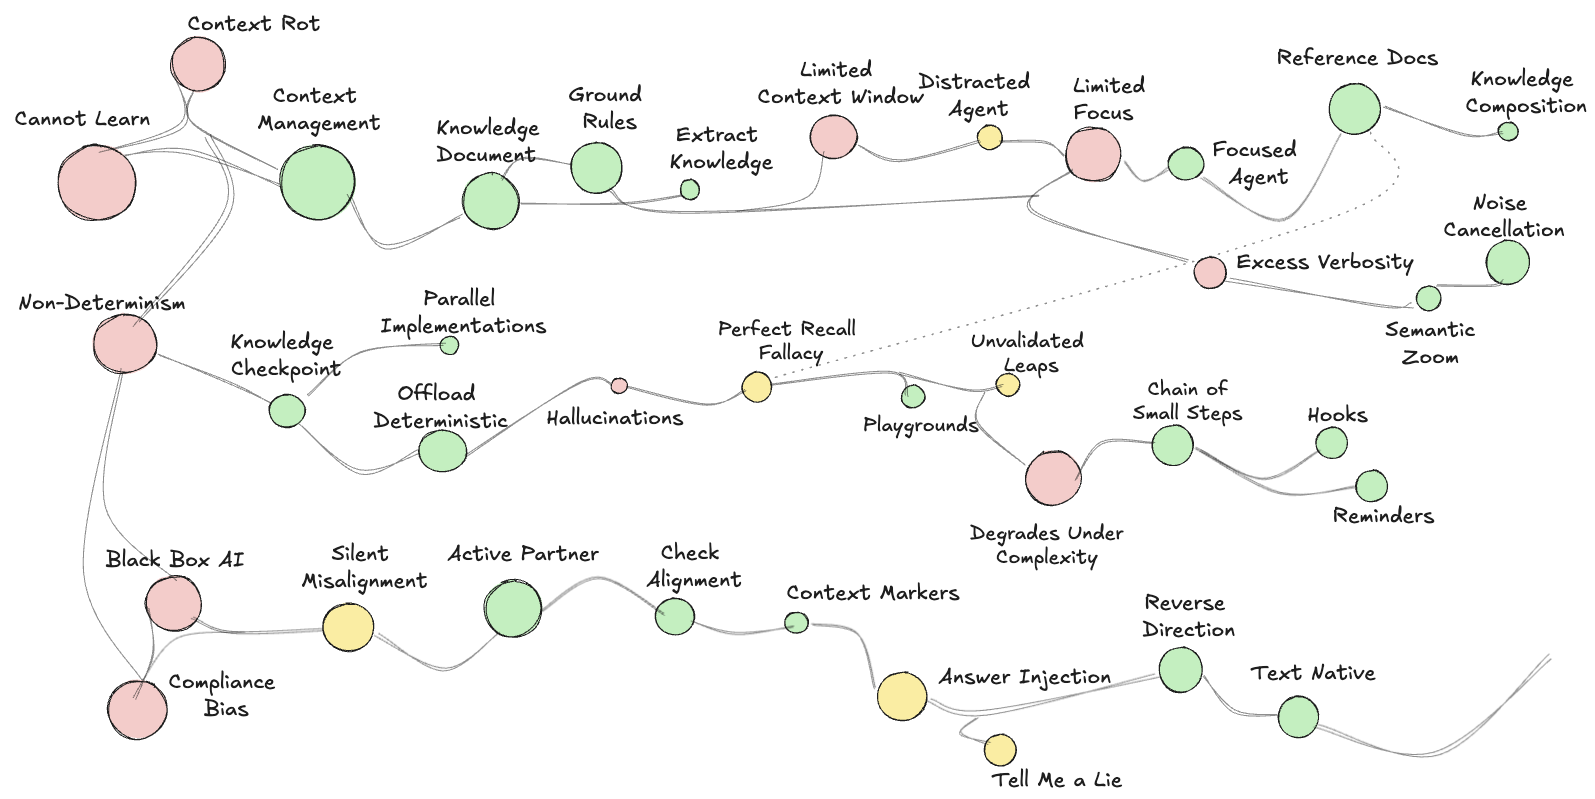 Context Rot
Cannot Learn
Context
Management
Knowledge
Document
Ground
Rules
Extract
Knowledge
Limited
Context Window
Distracted
Agent
Limited
Focus
Focused
Agent
Reference Docs
Knowledge
Composition
Noise
Cancellation
Excess Verbosity
Semantic
Zoom
Non-Determinism
Knowledge
Checkpoint
Parallel
Implementations
Offload
Deterministic
Hallucinations
Perfect Recall
Fallacy
Playgrounds
Unvalidated
Leaps
Degrades Under
Complexity
Chain of
Small Steps
Hooks
Reminders
Black Box AI
Compliance
Bias
Silent
Misalignment
Active Partner
Check
Alignment
Context Markers
Answer Injection
Tell Me a Lie
Reverse
Direction
Text Native